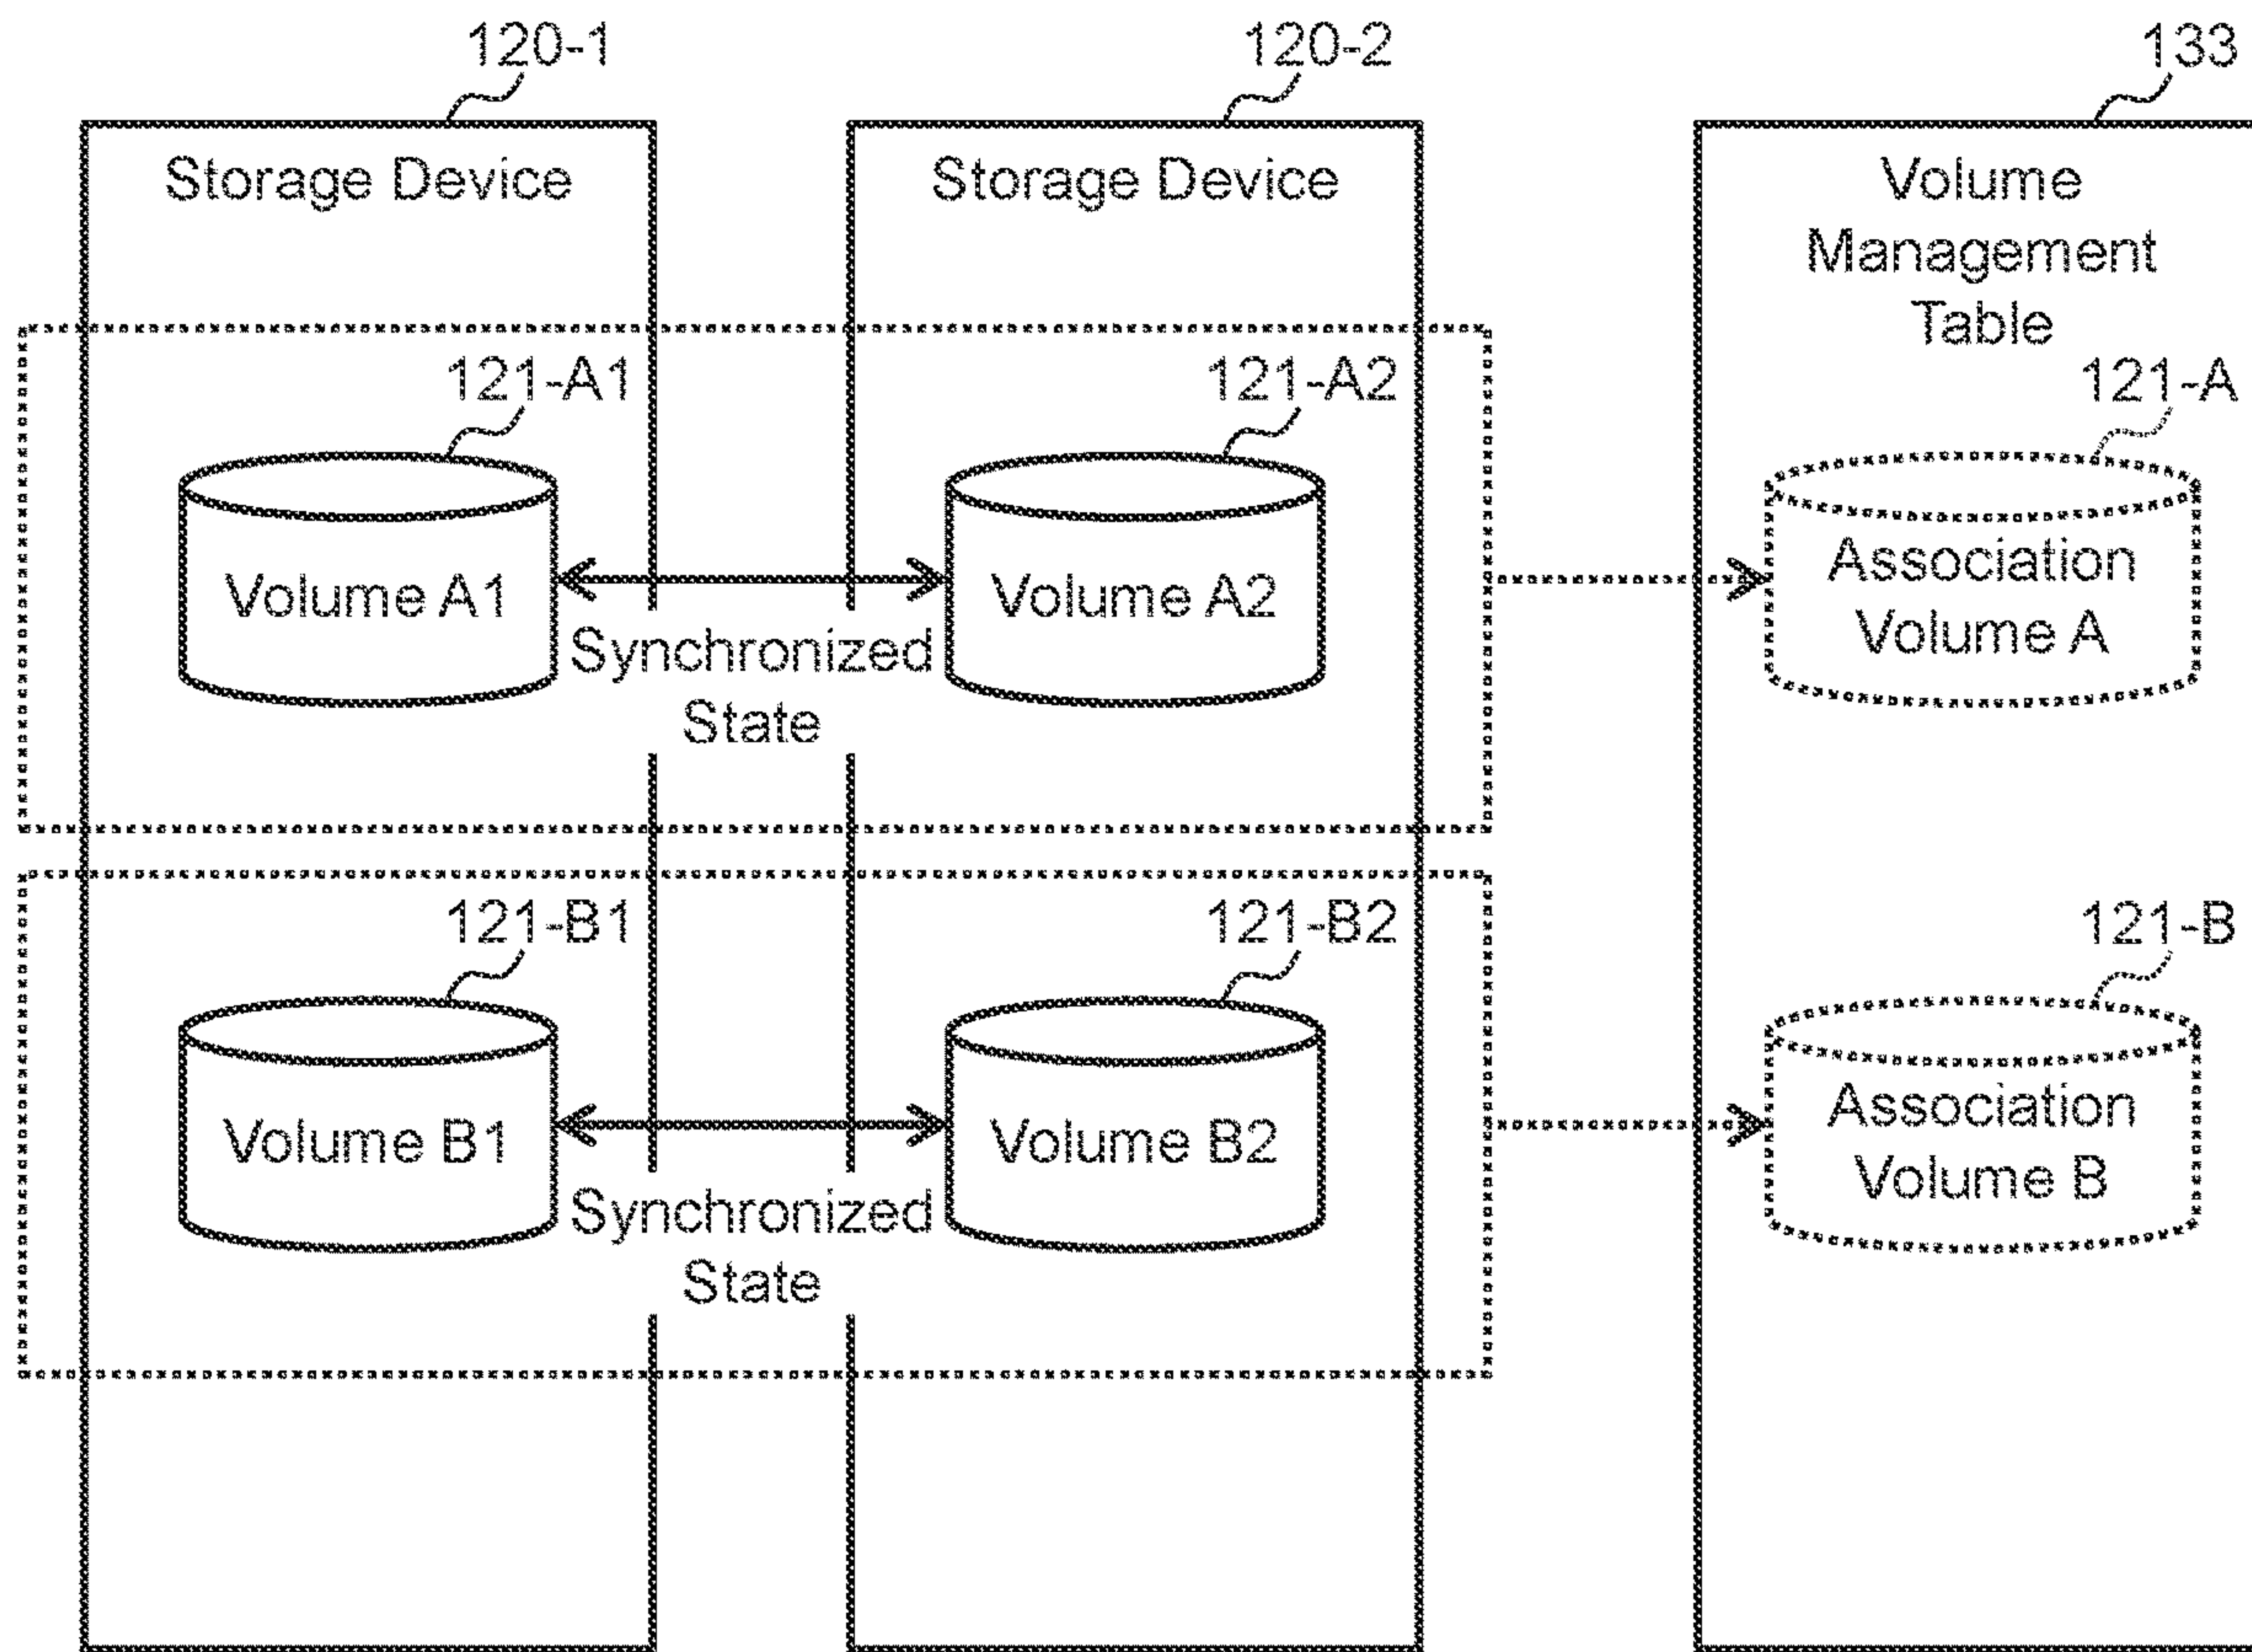 120-1
120-2
133
Storage Device
Storage Device
Volume
Management
Table
121-A1
121-A2
121-A
Volume A1
Volume A2
Association
Volume A
Synchronized
State
121-B1
121-B2
121-B
Volume B1
Volume B2
Association
Volume B
Synchronized
State